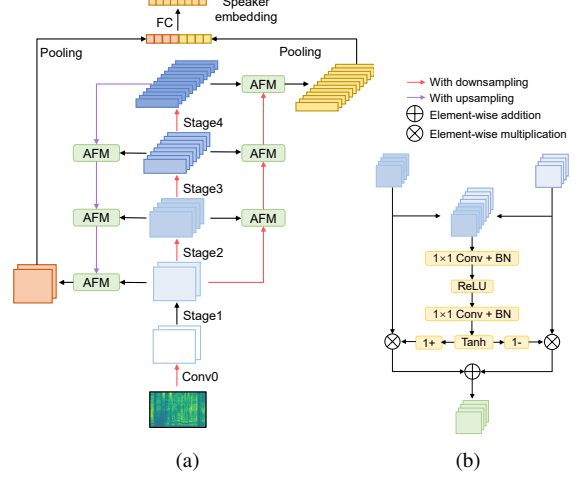 Speaker
embedding
FC
Pooling
Pooling
AFM
Stage4
AFM
AFM
Stage3
AFM
AFM
Stage2
AFM
Stage1
Conv0
(a)
With downsampling
With upsampling
Element-wise addition
Element-wise multiplication
1×1 Conv + BN
ReLU
1×1 Conv + BN
1+
Tanh
1-
(b)